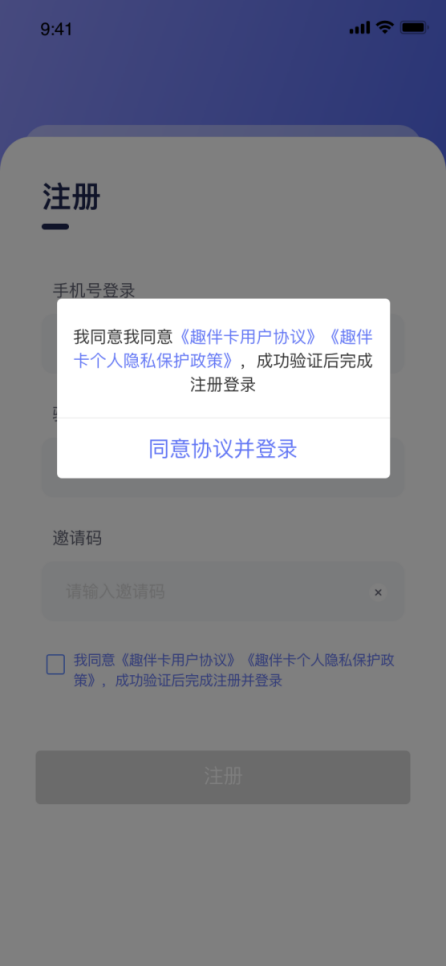 9:41
注册
手机号登录
我同意我同意《趣伴卡用户协议》《趣伴
卡个人隐私保护政策》，成功验证后完成
注册登录
同意协议并登录
邀请码
请输入邀请码
我同意《趣伴卡用户协议》《趣伴卡个人隐私保护政
策》，成功验证后完成注册并登录
注册